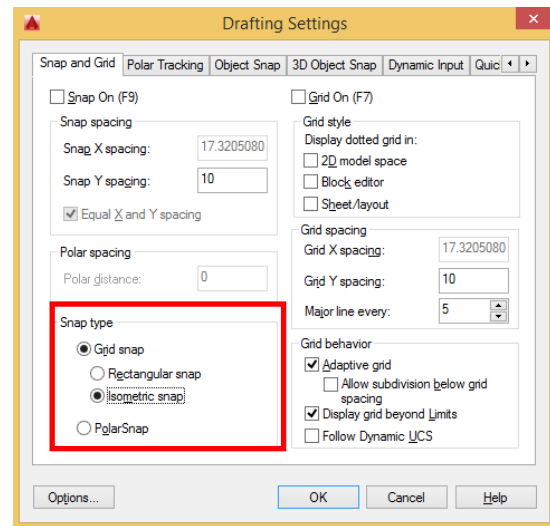 Drafting Settings
Snap and Grid
Polar Tracking
Object Snap
3D Object Snap
Dynamic Input
Quic
Snap On (F9)
Snap spacing
Snap X spacing:
17.3205080
Snap Y spacing:
10
Equal X and Y spacing
Polar spacing
Polar distance:
0
Snap type
Grid snap
Rectangular snap
Isometric snap
PolarSnap
Grid On (F7)
Grid style
Display dotted grid in:
2D model space
Block editor
Sheet/layout
Grid spacing
Grid X spacing:
17.3205080
Grid Y spacing:
10
Major line every:
5
Grid behavior
Adaptive grid
Allow subdivision below grid
spacing
Display grid beyond Limits
Follow Dynamic UCS
Options...
OK
Cancel
Help